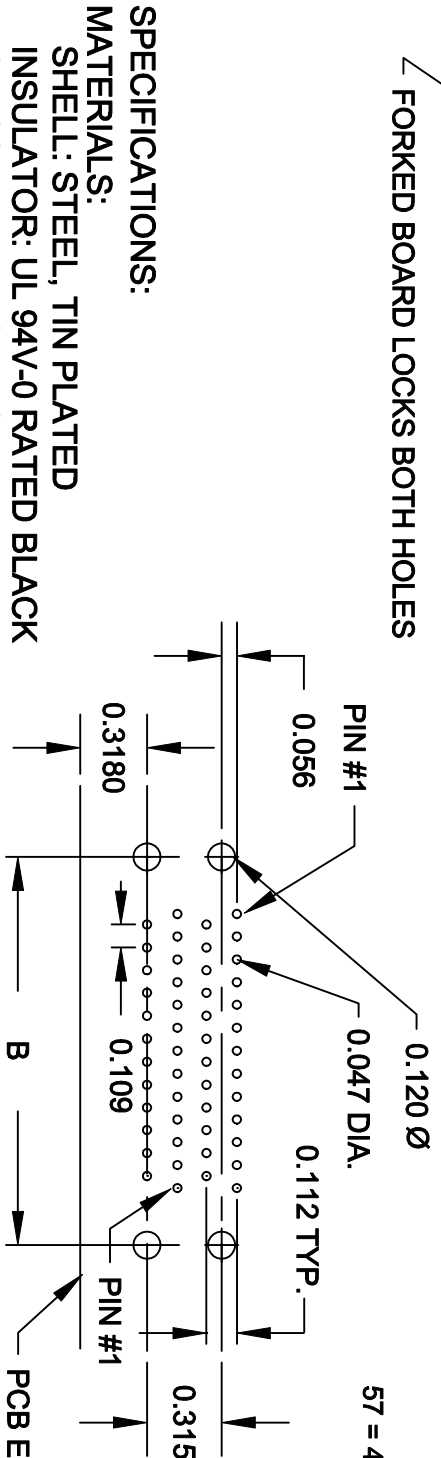 FORKED BOARD LOCKS BOTH HOLES
SPECIFICATIONS:
MATERIALS:
SHELL: STEEL, TIN PLATED
INSULATOR: UL 94V-0 RATED BLACK
57 = 4
0.120 Ø
0.047 DIA.
PIN #1
0.056
0.112 TYP.
0.3180
0.109
B
PIN #1
0.315
PCB E